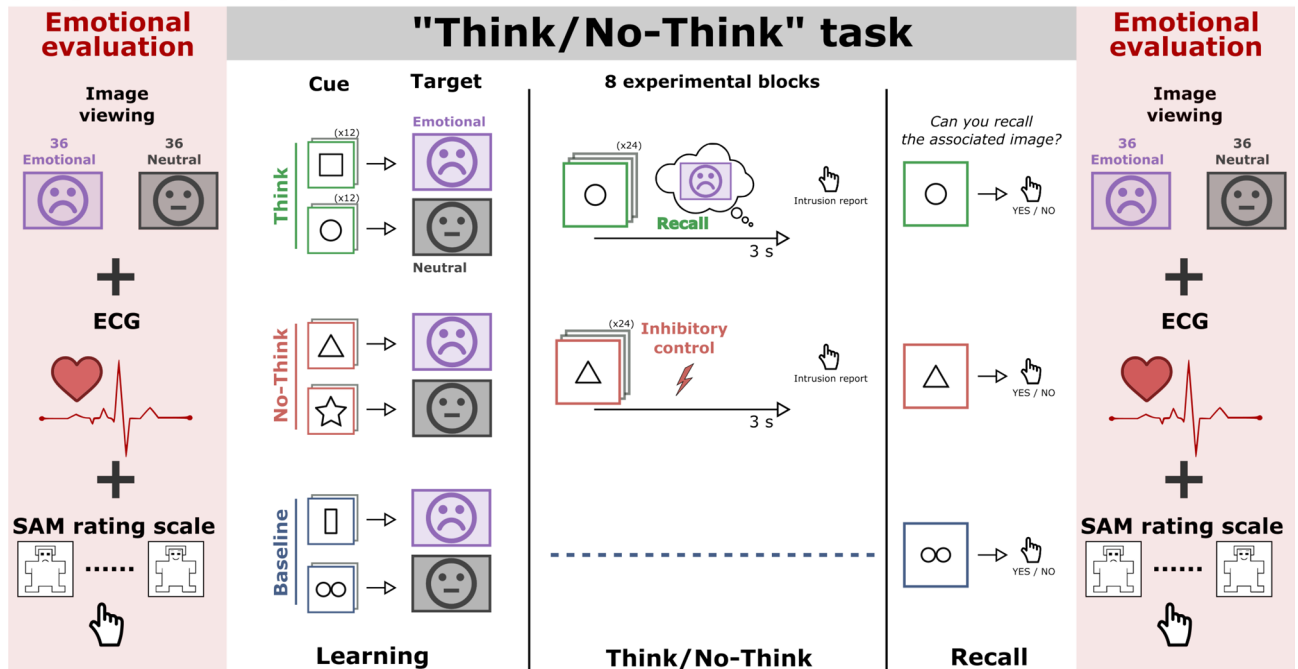 Emotional
evaluation
Image
viewing
36
Emotional
36
Neutral
ECG
SAM rating scale
"Think/No-Think" task
Cue
Target
Think
(x12)
Emotional
(x12)
Neutral
No-Think
Baseline
Learning
8 experimental blocks
(x24)
Recall
Intrusion report
3 s
(x24)
Inhibitory
control
Intrusion report
3 s
Think/No-Think
Can you recall
the associated image?
YES / NO
YES / NO
YES / NO
Recall
Emotional
evaluation
Image
viewing
36
Emotional
36
Neutral
ECG
SAM rating scale